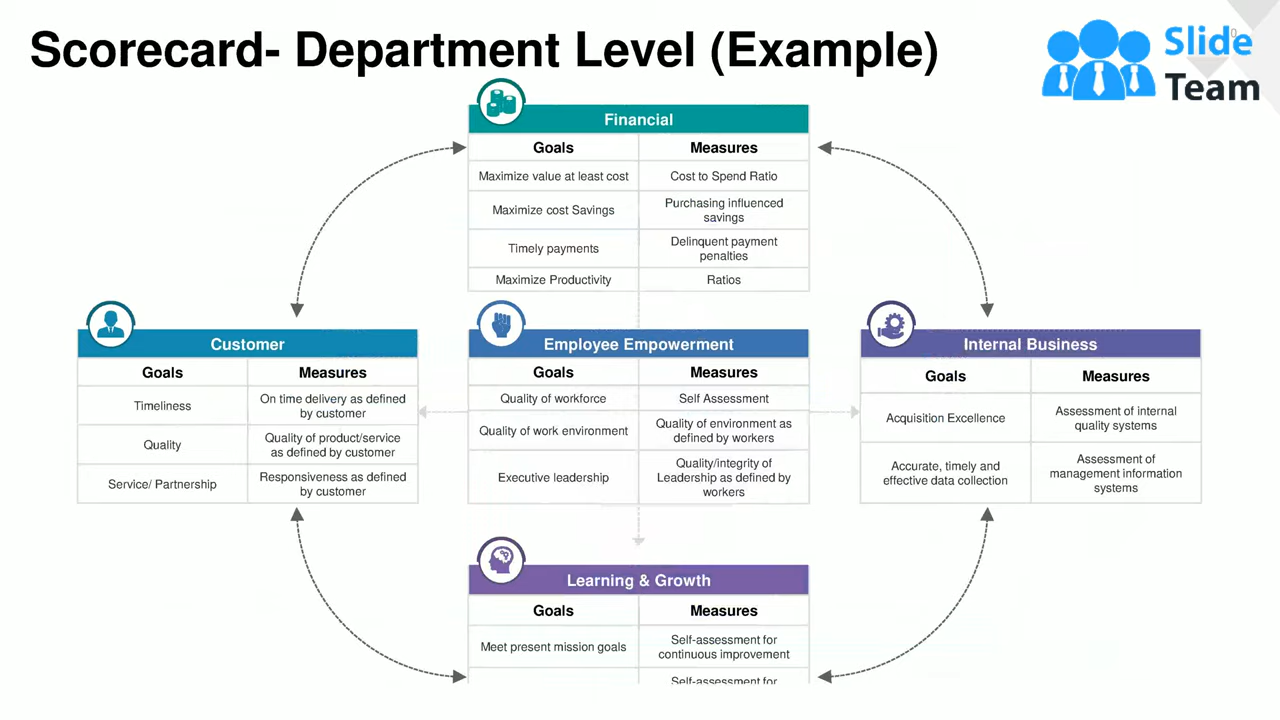 Scorecard- Department Level (Example)
Slide
Team
0
Financial
Goals Measures
Maximize value at least cost Cost to Spend Ratio
Maximize cost Savings Purchasing influenced
savings
Timely payments Delinquent payment
penalties
Maximize Productivity Ratios
Customer
Goals Measures
Timeliness On time delivery as defined
by customer
Quality Quality of product/service
as defined by customer
Service/ Partnership Responsiveness as defined
by customer
Employee Empowerment
Goals Measures
Quality of workforce Self Assessment
Quality of work environment Quality of environment as
defined by workers
Executive leadership Quality/integrity of
Leadership as defined by
workers
Internal Business
Goals Measures
Acquisition Excellence Assessment of internal
quality systems
Accurate, timely and
effective data collection Assessment of
management information
systems
Learning & Growth
Goals Measures
Meet present mission goals Self-assessment for
continuous improvement
Self-assessment for